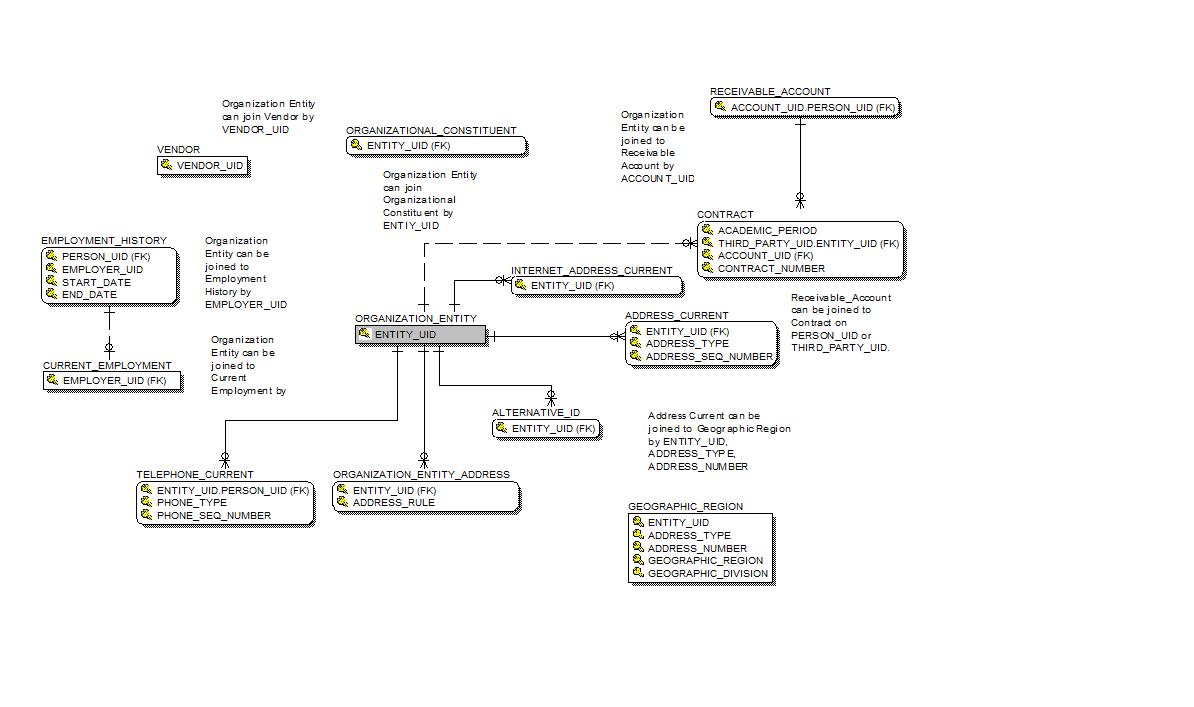 RECEIVABLE_ACCOUNT
ACCOUNT_UID.PERSON_UID (FK)
Organization Entity
can join Vendor by
VENDOR_UID
Organization
Entity can be
joined to
Receivable
Account by
ACCOUNT_UID
ORGANIZATIONAL_CONSTITUENT
ENTITY_UID (FK)
VENDOR
VENDOR_UID
Organization Entity
can join
Organizational
Constituent by
ENTIY_UID
CONTRACT
ACADEMIC_PERIOD
THIRD_PARTY_UID.ENTITY_UID (FK)
ACCOUNT_UID (FK)
CONTRACT_NUMBER
EMPLOYMENT_HISTORY
PERSON_UID (FK)
EMPLOYER_UID
START_DATE
END_DATE
Organization
Entity can be
joined to
Employment
History by
EMPLOYER_UID
INTERNET_ADDRESS_CURRENT
ENTITY_UID (FK)
Receivable_Account
can be joined to
Contract on
PERSON_UID or
THIRD_PARTY_UID.
ORGANIZATION_ENTITY
ENTITY_UID
ADDRESS_CURRENT
ENTITY_UID (FK)
ADDRESS_TYPE
ADDRESS_SEQ_NUMBER
Organization
Entity can be
joined to
Current
Employment by
CURRENT_EMPLOYMENT
EMPLOYER_UID (FK)
ALTERNATIVE_ID
ENTITY_UID (FK)
Address Current can be
joined to Geographic Region
by ENTITY_UID,
ADDRESS_TYPE,
ADDRESS_NUMBER
TELEPHONE_CURRENT
ENTITY_UID.PERSON_UID (FK)
PHONE_TYPE
PHONE_SEQ_NUMBER
ORGANIZATION_ENTITY_ADDRESS
ENTITY_UID (FK)
ADDRESS_RULE
GEOGRAPHIC_REGION
ENTITY_UID
ADDRESS_TYPE
ADDRESS_NUMBER
GEOGRAPHIC_REGION
GEOGRAPHIC_DIVISION